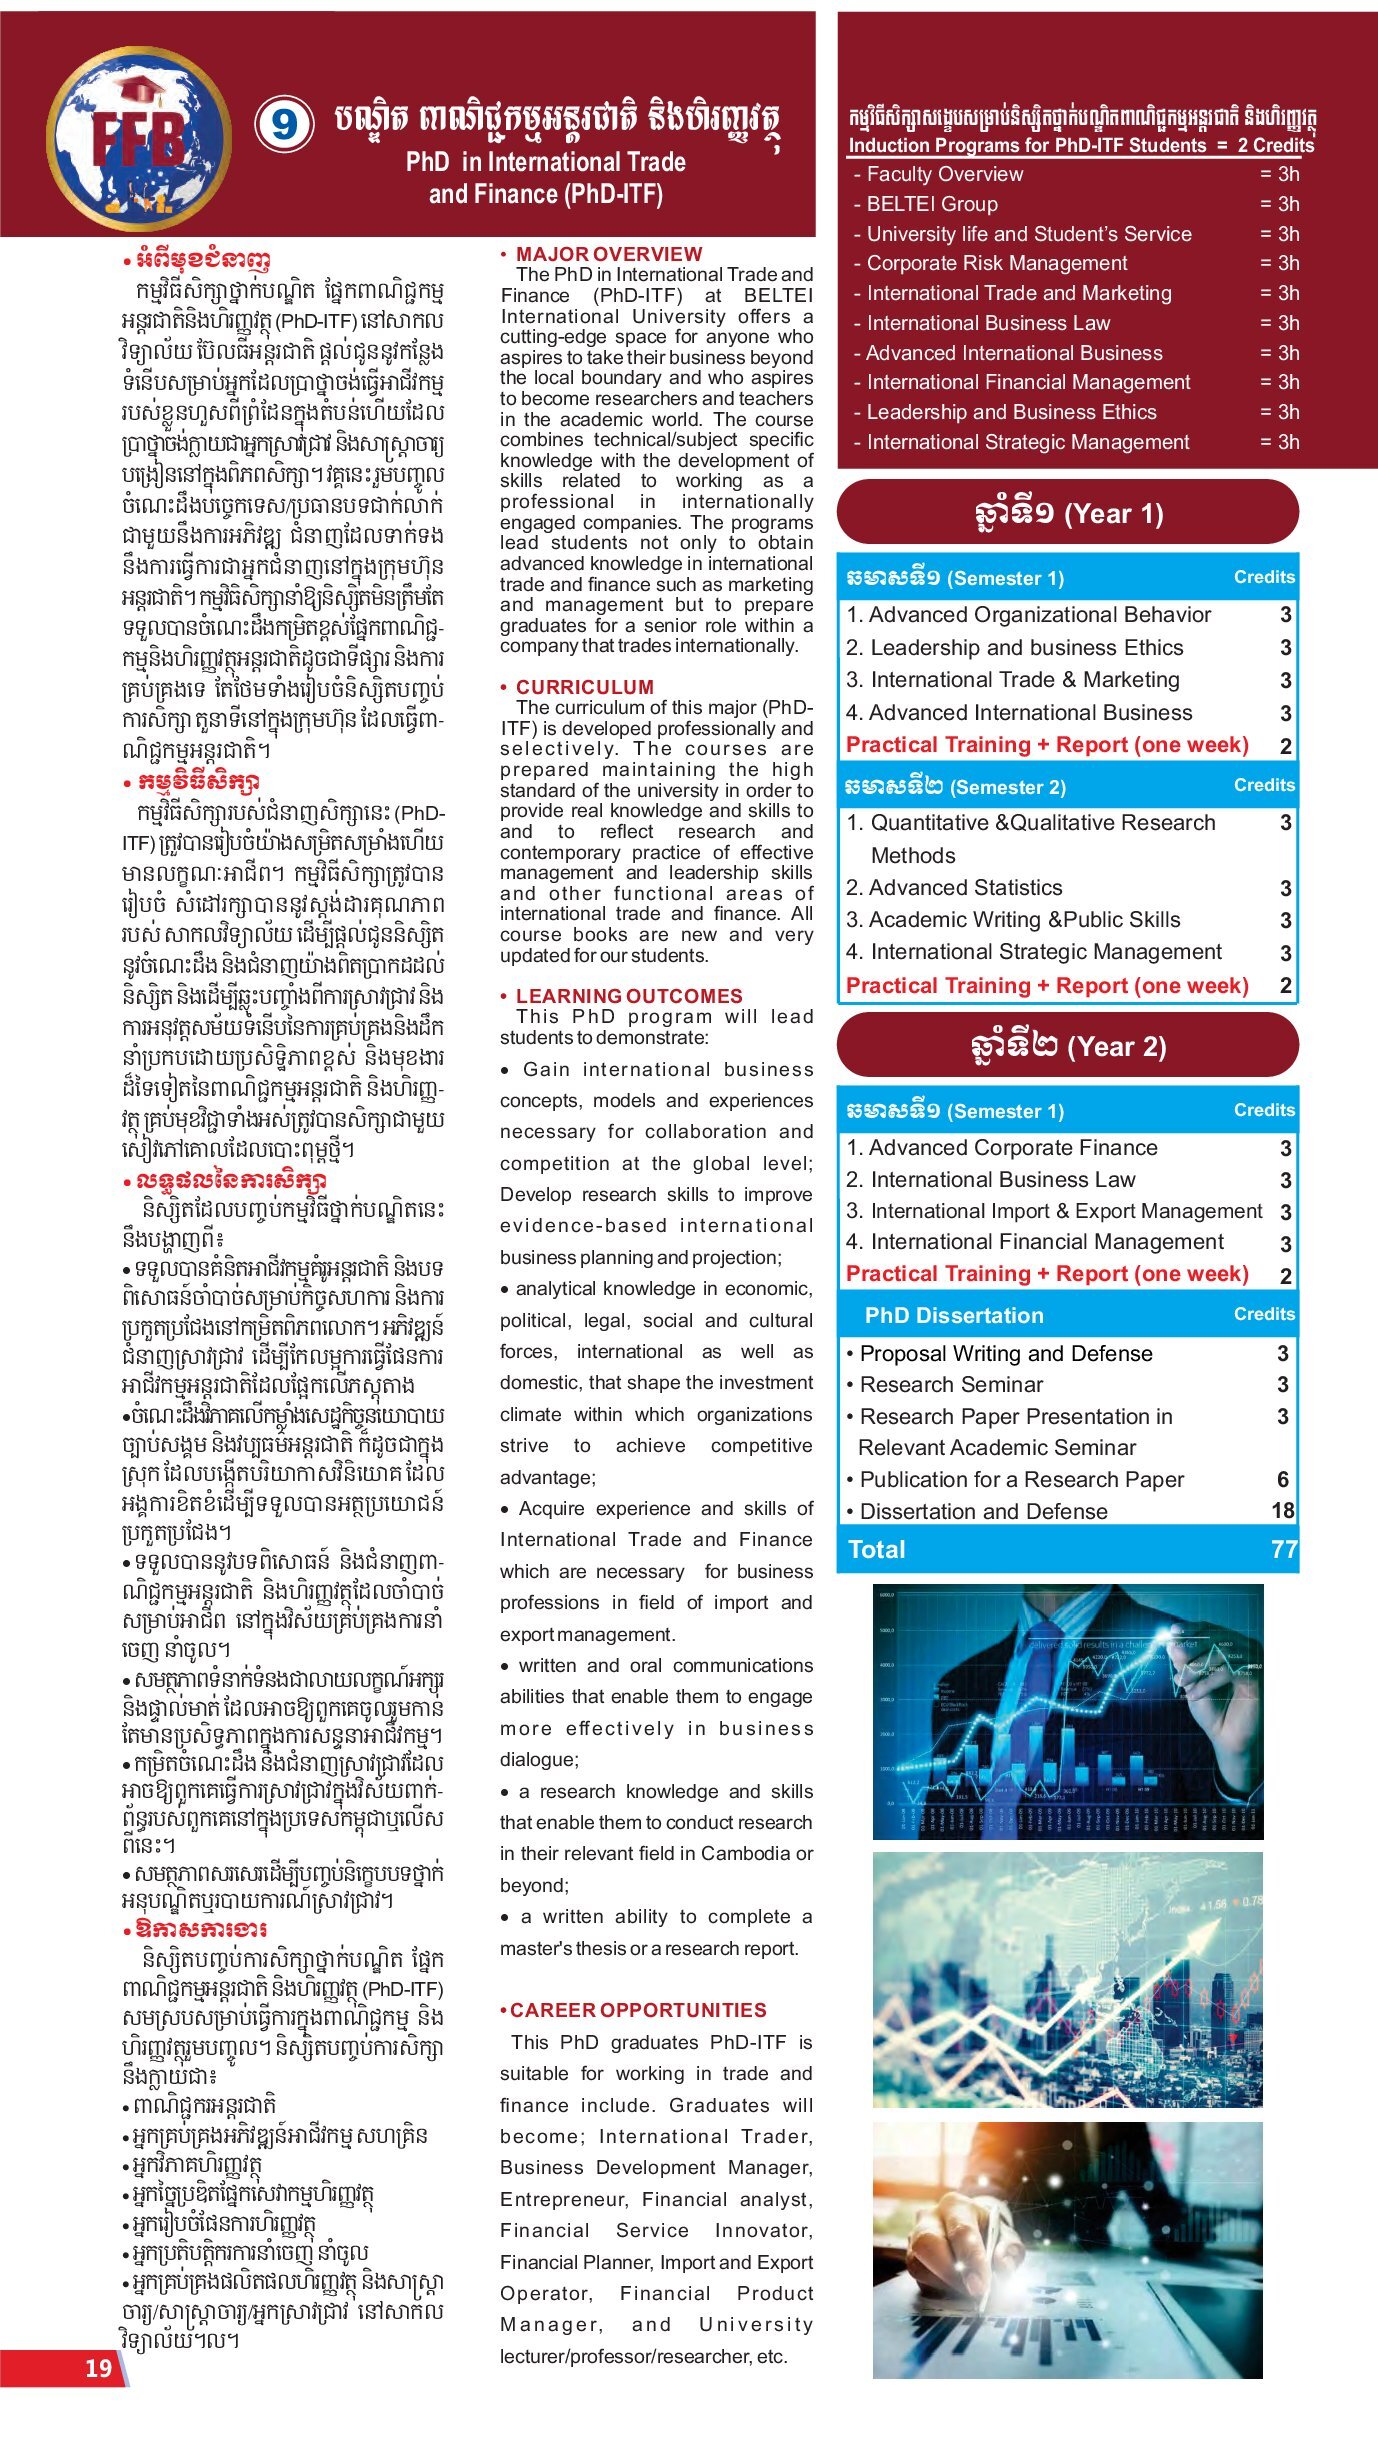 FFB
9
បណ្ឌិត ពាណិជ្ជកម្មអន្តរជាតិ និងហិរញ្ញវត្ថុ
PhD in International Trade
and Finance (PhD-ITF)
• អំពីមុខជំនាញ
កម្មវិធីសិក្សាថ្នាក់បណ្ឌិត ផ្នែកពាណិជ្ជកម្ម
អន្តរជាតិនិងហិរញ្ញវត្ថុ (PhD-ITF) នៅសាកល
វិទ្យាល័យ ប៊ែលធីអន្តរជាតិ ផ្តល់ជូននូវកន្លែង
ទំនើបសម្រាប់អ្នកដែលប្រាថ្នាចង់ធ្វើអាជីវកម្ម
របស់ខ្លួនហួសពីព្រំដែនក្នុងតំបន់ហើយដែល
ប្រាថ្នាចង់ក្លាយជាអ្នកស្រាវជ្រាវ និងសាស្ត្រាចារ្យ
បង្រៀននៅក្នុងពិភពសិក្សា។ វគ្គនេះរួមបញ្ចូល
ចំណេះដឹងបច្ចេកទេស/ប្រធានបទជាក់លាក់
ជាមួយនឹងការអភិវឌ្ឍ ជំនាញដែលទាក់ទង
នឹងការធ្វើការជាអ្នកជំនាញនៅក្នុងក្រុមហ៊ុន
អន្តរជាតិ។ កម្មវិធីសិក្សានាំឱ្យនិស្សិតមិនត្រឹមតែ
ទទួលបានចំណេះដឹងកម្រិតខ្ពស់ផ្នែកពាណិជ្ជ-
កម្មនិងហិរញ្ញវត្ថុអន្តរជាតិដូចជាទីផ្សារ និងការ
គ្រប់គ្រងទេ តែថែមទាំងរៀបចំនិស្សិតបញ្ចប់
ការសិក្សា តួនាទីនៅក្នុងក្រុមហ៊ុន ដែលធ្វើពា-
ណិជ្ជកម្មអន្តរជាតិ។
• កម្មវិធីសិក្សា
កម្មវិធីសិក្សារបស់ជំនាញសិក្សានេះ (PhD-
ITF) ត្រូវបានរៀបចំយ៉ាងសម្រិតសម្រាំងហើយ
មានលក្ខណៈអាជីព។ កម្មវិធីសិក្សាត្រូវបាន
រៀបចំ សំដៅរក្សាបាននូវស្តង់ដារគុណភាព
របស់ សាកលវិទ្យាល័យ ដើម្បីផ្តល់ជូននិស្សិត
នូវចំណេះដឹង និងជំនាញយ៉ាងពិតប្រាកដដល់
និស្សិត និងដើម្បីឆ្លុះបញ្ចាំងពីការស្រាវជ្រាវ និង
ការអនុវត្តសម័យទំនើបនៃការគ្រប់គ្រងនិងដឹក
នាំប្រកបដោយប្រសិទ្ធិភាពខ្ពស់ និងមុខងារ
ដ៏ទៃទៀតនៃពាណិជ្ជកម្មអន្តរជាតិ និងហិរញ្ញ-
វត្ថុ គ្រប់មុខវិជ្ជាទាំងអស់ត្រូវបានសិក្សាជាមួយ
សៀវភៅគោលដែលបោះពុម្ពថ្មី។
• លទ្ធផលនៃការសិក្សា
និស្សិតដែលបញ្ចប់កម្មវិធីថ្នាក់បណ្ឌិតនេះ
នឹងបង្ហាញពី៖
• ទទួលបានគំនិតអាជីវកម្មគំរូអន្តរជាតិ និងបទ
ពិសោធន៍ចាំបាច់សម្រាប់កិច្ចសហការ និងការ
ប្រកួតប្រជែងនៅកម្រិតពិភពលោក។ អភិវឌ្ឍន៍
ជំនាញស្រាវជ្រាវ ដើម្បីកែលម្អការធ្វើផែនការ
អាជីវកម្មអន្តរជាតិដែលផ្អែកលើភស្តុតាង
•ចំណេះដឹងវិភាគលើកម្លាំងសេដ្ឋកិច្ចនយោបាយ
ច្បាប់សង្គម និងវប្បធម៌អន្តរជាតិ ក៏ដូចជាក្នុង
ស្រុក ដែលបង្កើតបរិយាកាសវិនិយោគ ដែល
អង្គការខិតខំដើម្បីទទួលបានអត្ថប្រយោជន៍
ប្រកួតប្រជែង។
• ទទួលបាននូវបទពិសោធន៍ និងជំនាញពា-
ណិជ្ជកម្មអន្តរជាតិ និងហិរញ្ញវត្ថុដែលចាំបាច់
សម្រាប់អាជីព នៅក្នុងវិស័យគ្រប់គ្រងការនាំ
ចេញ នាំចូល។
• សមត្ថភាពទំនាក់ទំនងជាលាយលក្ខណ៍អក្សរ
និងផ្ទាល់មាត់ ដែលអាចឱ្យពួកគេចូលរួមកាន់
តែមានប្រសិទ្ធភាពក្នុងការសន្ទនាអាជីវកម្ម។
• កម្រិតចំណេះដឹង និងជំនាញស្រាវជ្រាវដែល
អាចឱ្យពួកគេធ្វើការស្រាវជ្រាវក្នុងវិស័យពាក់-
ព័ន្ធរបស់ពួកគេនៅក្នុងប្រទេសកម្ពុជាឬលើស
ពីនេះ។
• សមត្ថភាពសរសេរដើម្បីបញ្ចប់និក្ខេបបទថ្នាក់
អនុបណ្ឌិតឬរបាយការណ៍ស្រាវជ្រាវ។
• ឱកាសការងារ
និស្សិតបញ្ចប់ការសិក្សាថ្នាក់បណ្ឌិត ផ្នែក
ពាណិជ្ជកម្មអន្តរជាតិ និងហិរញ្ញវត្ថុ (PhD-ITF)
សមស្របសម្រាប់ធ្វើការក្នុងពាណិជ្ជកម្ម និង
ហិរញ្ញវត្ថុរួមបញ្ចូល។ និស្សិតបញ្ចប់ការសិក្សា
នឹងក្លាយជា៖
• ពាណិជ្ជករអន្តរជាតិ
• អ្នកគ្រប់គ្រងអភិវឌ្ឍន៍អាជីវកម្ម សហគ្រិន
• អ្នកវិភាគហិរញ្ញវត្ថុ
• អ្នកច្នៃប្រឌិតផ្នែកសេវាកម្មហិរញ្ញវត្ថុ
• អ្នករៀបចំផែនការហិរញ្ញវត្ថុ
• អ្នកប្រតិបត្តិករការនាំចេញ នាំចូល
• អ្នកគ្រប់គ្រងផលិតផលហិរញ្ញវត្ថុ និងសាស្ត្រា
ចារ្យ/សាស្ត្រាចារ្យ/អ្នកស្រាវជ្រាវ នៅសាកល
វិទ្យាល័យ។ល។
19
• MAJOR OVERVIEW
The PhD in International Trade and
Finance (PhD-ITF) at BELTEI
International University offers a
cutting-edge space for anyone who
aspires to take their business beyond
the local boundary and who aspires
to become researchers and teachers
in the academic world. The course
combines technical/subject specific
knowledge with the development of
skills related to working as a
professional in internationally
engaged companies. The programs
lead students not only to obtain
advanced knowledge in international
trade and finance such as marketing
and management but to prepare
graduates for a senior role within a
company that trades internationally.
• CURRICULUM
The curriculum of this major (PhD-
ITF) is developed professionally and
selectively. The courses are
prepared maintaining the high
standard of the university in order to
provide real knowledge and skills to
and to reflect research and
contemporary practice of effective
management and leadership skills
and other functional areas of
international trade and finance. All
course books are new and very
updated for our students.
• LEARNING OUTCOMES
This PhD program will lead
students to demonstrate:
• Gain international business
concepts, models and experiences
necessary for collaboration and
competition at the global level;
Develop research skills to improve
evidence-based international
business planning and projection;
• analytical knowledge in economic,
political, legal, social and cultural
forces, international as well as
domestic, that shape the investment
climate within which organizations
strive to achieve competitive
advantage;
• Acquire experience and skills of
International Trade and Finance
which are necessary for business
professions in field of import and
export management.
• written and oral communications
abilities that enable them to engage
more effectively in business
dialogue;
• a research knowledge and skills
that enable them to conduct research
in their relevant field in Cambodia or
beyond;
• a written ability to complete a
master's thesis or a research report.
• CAREER OPPORTUNITIES
This PhD graduates PhD-ITF is
suitable for working in trade and
finance include. Graduates will
become; International Trader,
Business Development Manager,
Entrepreneur, Financial analyst,
Financial Service Innovator,
Financial Planner, Import and Export
Operator, Financial Product
Manager, and University
lecturer/professor/researcher, etc.
កម្មវិធីសិក្សាសង្ខេបសម្រាប់និស្សិតថ្នាក់បណ្ឌិតពាណិជ្ជកម្មអន្តរជាតិ និងហិរញ្ញវត្ថុ
Induction Programs for PhD-ITF Students = 2 Credits
- Faculty Overview = 3h
- BELTEI Group = 3h
- University life and Student's Service = 3h
- Corporate Risk Management = 3h
- International Trade and Marketing = 3h
- International Business Law = 3h
- Advanced International Business = 3h
- International Financial Management = 3h
- Leadership and Business Ethics = 3h
- International Strategic Management = 3h
ឆ្នាំទី១ (Year 1)
ឆមាសទី១ (Semester 1) Credits
1. Advanced Organizational Behavior 3
2. Leadership and business Ethics 3
3. International Trade & Marketing 3
4. Advanced International Business 3
Practical Training + Report (one week) 2
ឆមាសទី២ (Semester 2) Credits
1. Quantitative &Qualitative Research 3
Methods
2. Advanced Statistics 3
3. Academic Writing &Public Skills 3
4. International Strategic Management 3
Practical Training + Report (one week) 2
ឆ្នាំទី២ (Year 2)
ឆមាសទី១ (Semester 1) Credits
1. Advanced Corporate Finance 3
2. International Business Law 3
3. International Import & Export Management 3
4. International Financial Management 3
Practical Training + Report (one week) 2
PhD Dissertation Credits
• Proposal Writing and Defense 3
• Research Seminar 3
• Research Paper Presentation in 3
Relevant Academic Seminar
• Publication for a Research Paper 6
• Dissertation and Defense 18
Total 77
delivered solid results in a challenging market